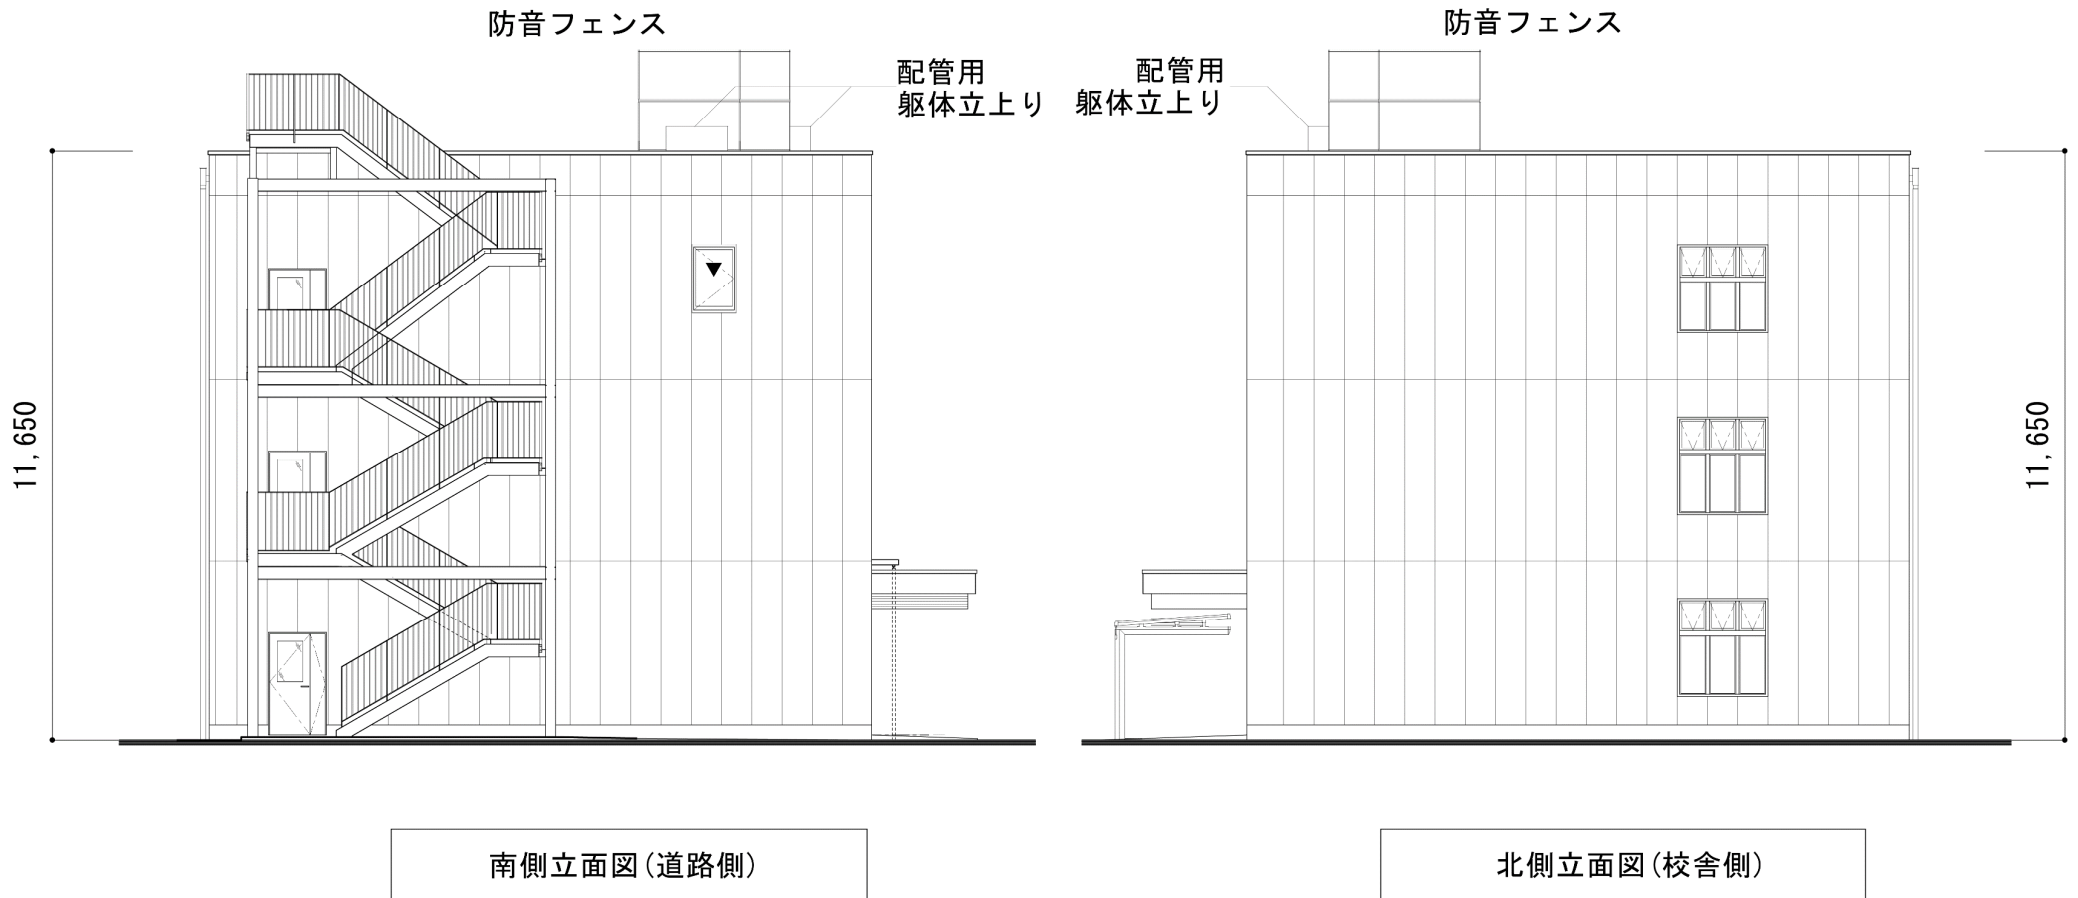 防音フェンス
配管用
躯体立上り
11,650
南側立面図(道路側)
防音フェンス
配管用
躯体立上り
11,650
北側立面図(校舎側)